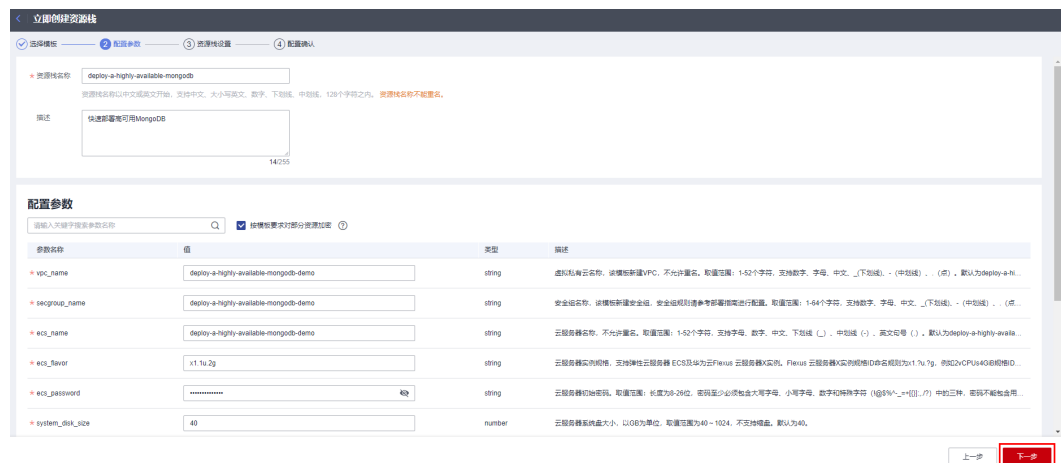 立即创建资源栈
选择模板 2 配置参数 3 资源栈设置 4 配置确认
* 资源栈名称 deploy-a-highly-available-mongodb
资源栈名称以中文或英文开始，支持中文、大小写英文、数字、下划线、中划线，128个字符之内。 资源栈名称不能重名。
描述 快速部署高可用MongoDB
14/255
配置参数
请输入关键字搜索参数名称 按模板要求对部分资源加密
参数名称 值 类型 描述
* vpc_name deploy-a-highly-available-mongodb-demo string 虚拟私有云名称，该模板新建VPC，不允许重名。取值范围：1-52个字符，支持数字、字母、中文、_(下划线)、-（中划线）、.（点）。默认为deploy-a-hi...
* secgroup_name deploy-a-highly-available-mongodb-demo string 安全组名称，该模板新建安全组，安全组规则请参考部署指南进行配置。取值范围：1-64个字符，支持数字、字母、中文、_(下划线)、-（中划线）、.（点...
* ecs_name deploy-a-highly-available-mongodb-demo string 云服务器名称，不允许重名。取值范围：1-52个字符，支持字母、数字、中文、下划线（_）、中划线（-）、英文句号（.）。默认为deploy-a-highly-availa...
* ecs_flavor x1.1u.2g string 云服务器实例规格，支持弹性云服务器 ECS及华为云Flexus 云服务器X实例。Flexus 云服务器X实例规格ID命名规则为x1.?u.?g，例如2vCPUs4GiB规格ID...
* ecs_password •••••••••••••• string 云服务器初始密码。取值范围：长度为8-26位，密码至少必须包含大写字母、小写字母、数字和特殊字符（!@$%^-_=+[{}]:,./?）中的三种，密码不能包含用...
* system_disk_size 40 number 云服务器系统盘大小，以GB为单位，取值范围为40～1024，不支持缩盘。默认为40。
上一步 下一步